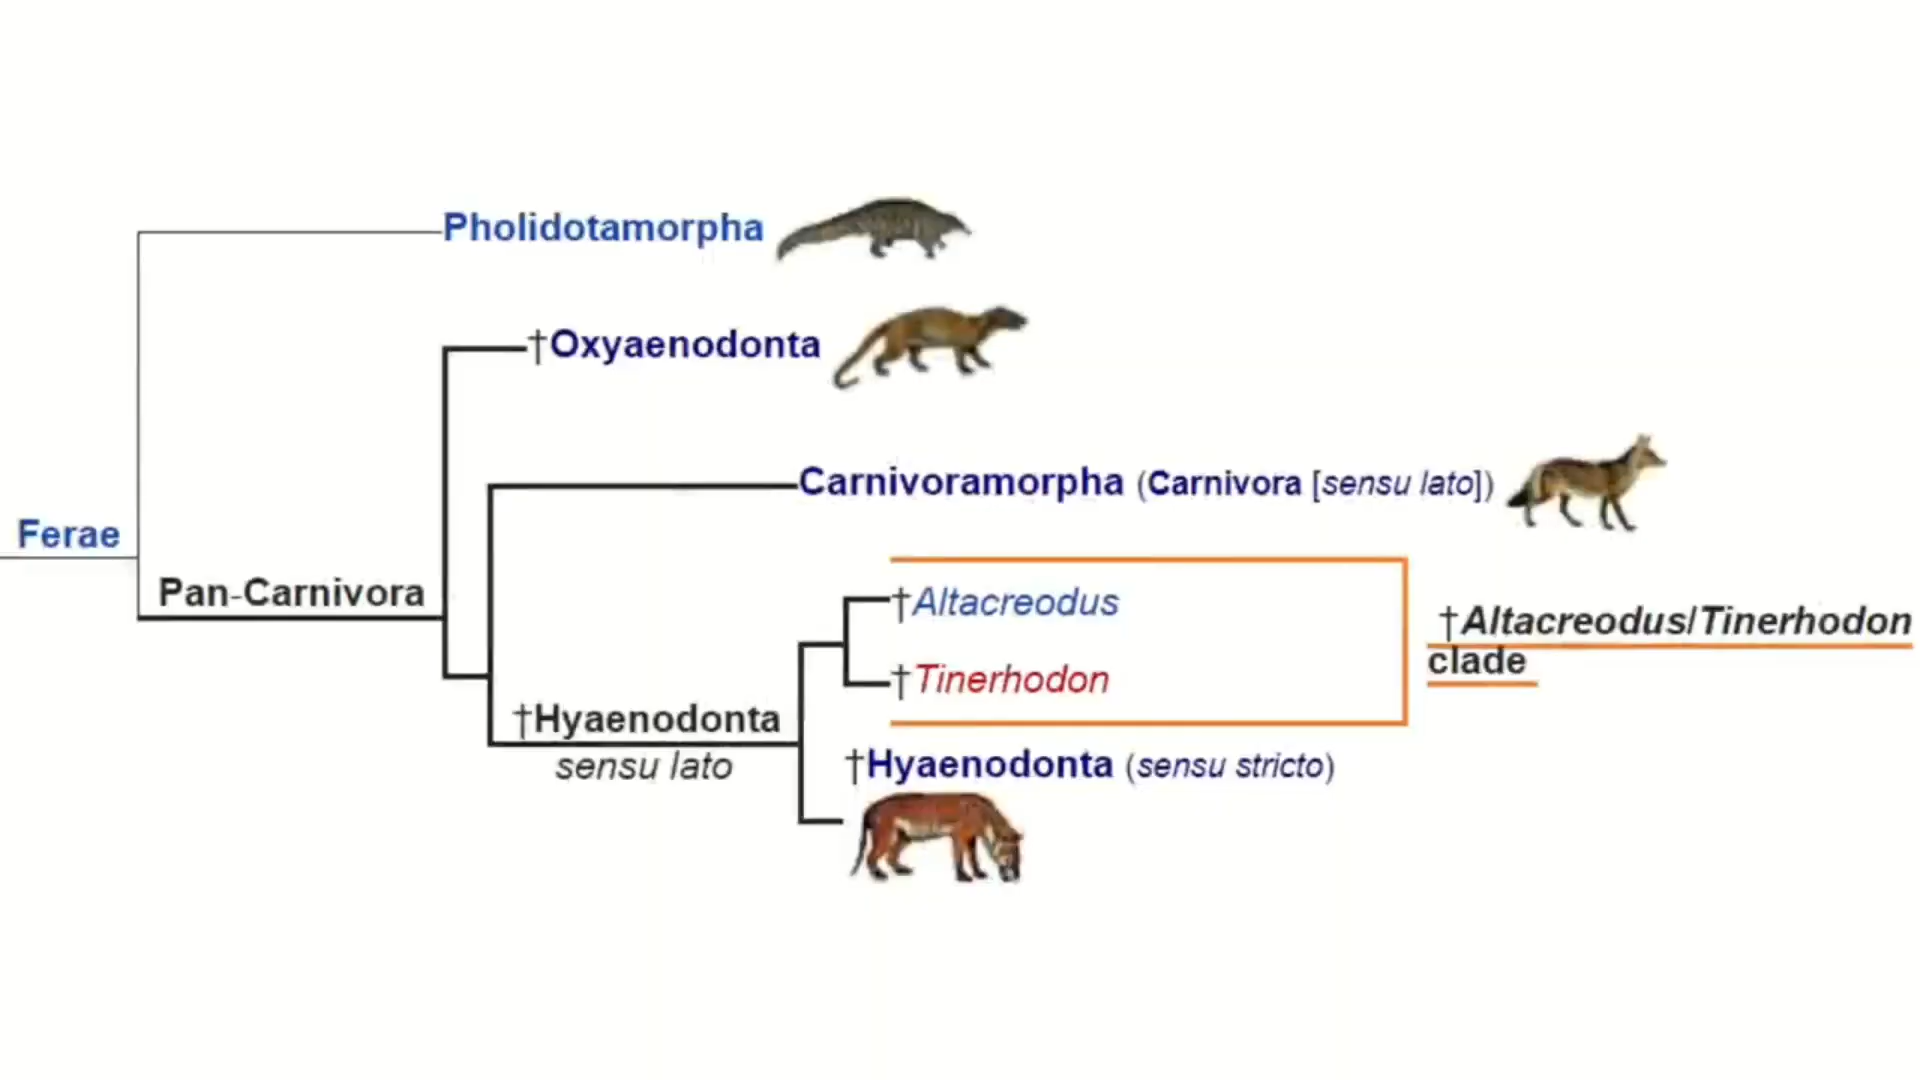 Pholidotamorpha
†Oxyaenodonta
Carnivoramorpha (Carnivora [sensu lato])
Ferae
Pan-Carnivora
†Altacreodus
†Altacreodus/Tinerhodon
clade
†Tinerhodon
†Hyaenodonta
sensu lato
†Hyaenodonta (sensu stricto)